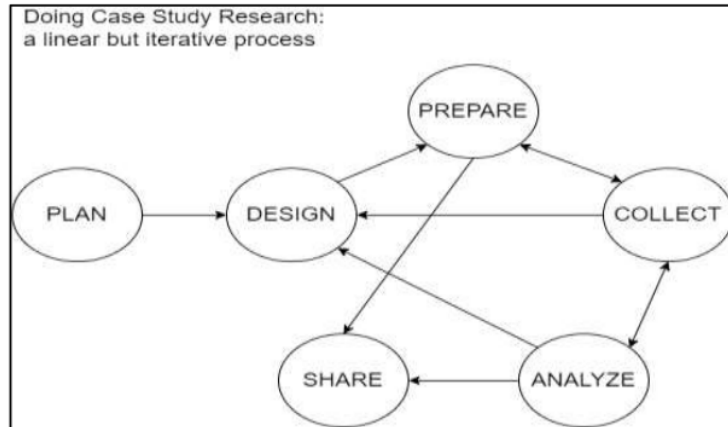 Doing Case Study Research:
a linear but iterative process
PREPARE
PLAN
DESIGN
COLLECT
SHARE
ANALYZE